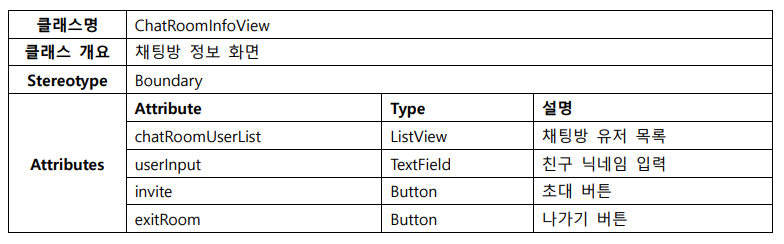 클래스명 ChatRoomInfoView
클래스 개요 채팅방 정보 화면
Stereotype Boundary
Attributes
Attribute Type 설명
chatRoomUserList ListView 채팅방 유저 목록
userInput TextField 친구 닉네임 입력
invite Button 초대 버튼
exitRoom Button 나가기 버튼